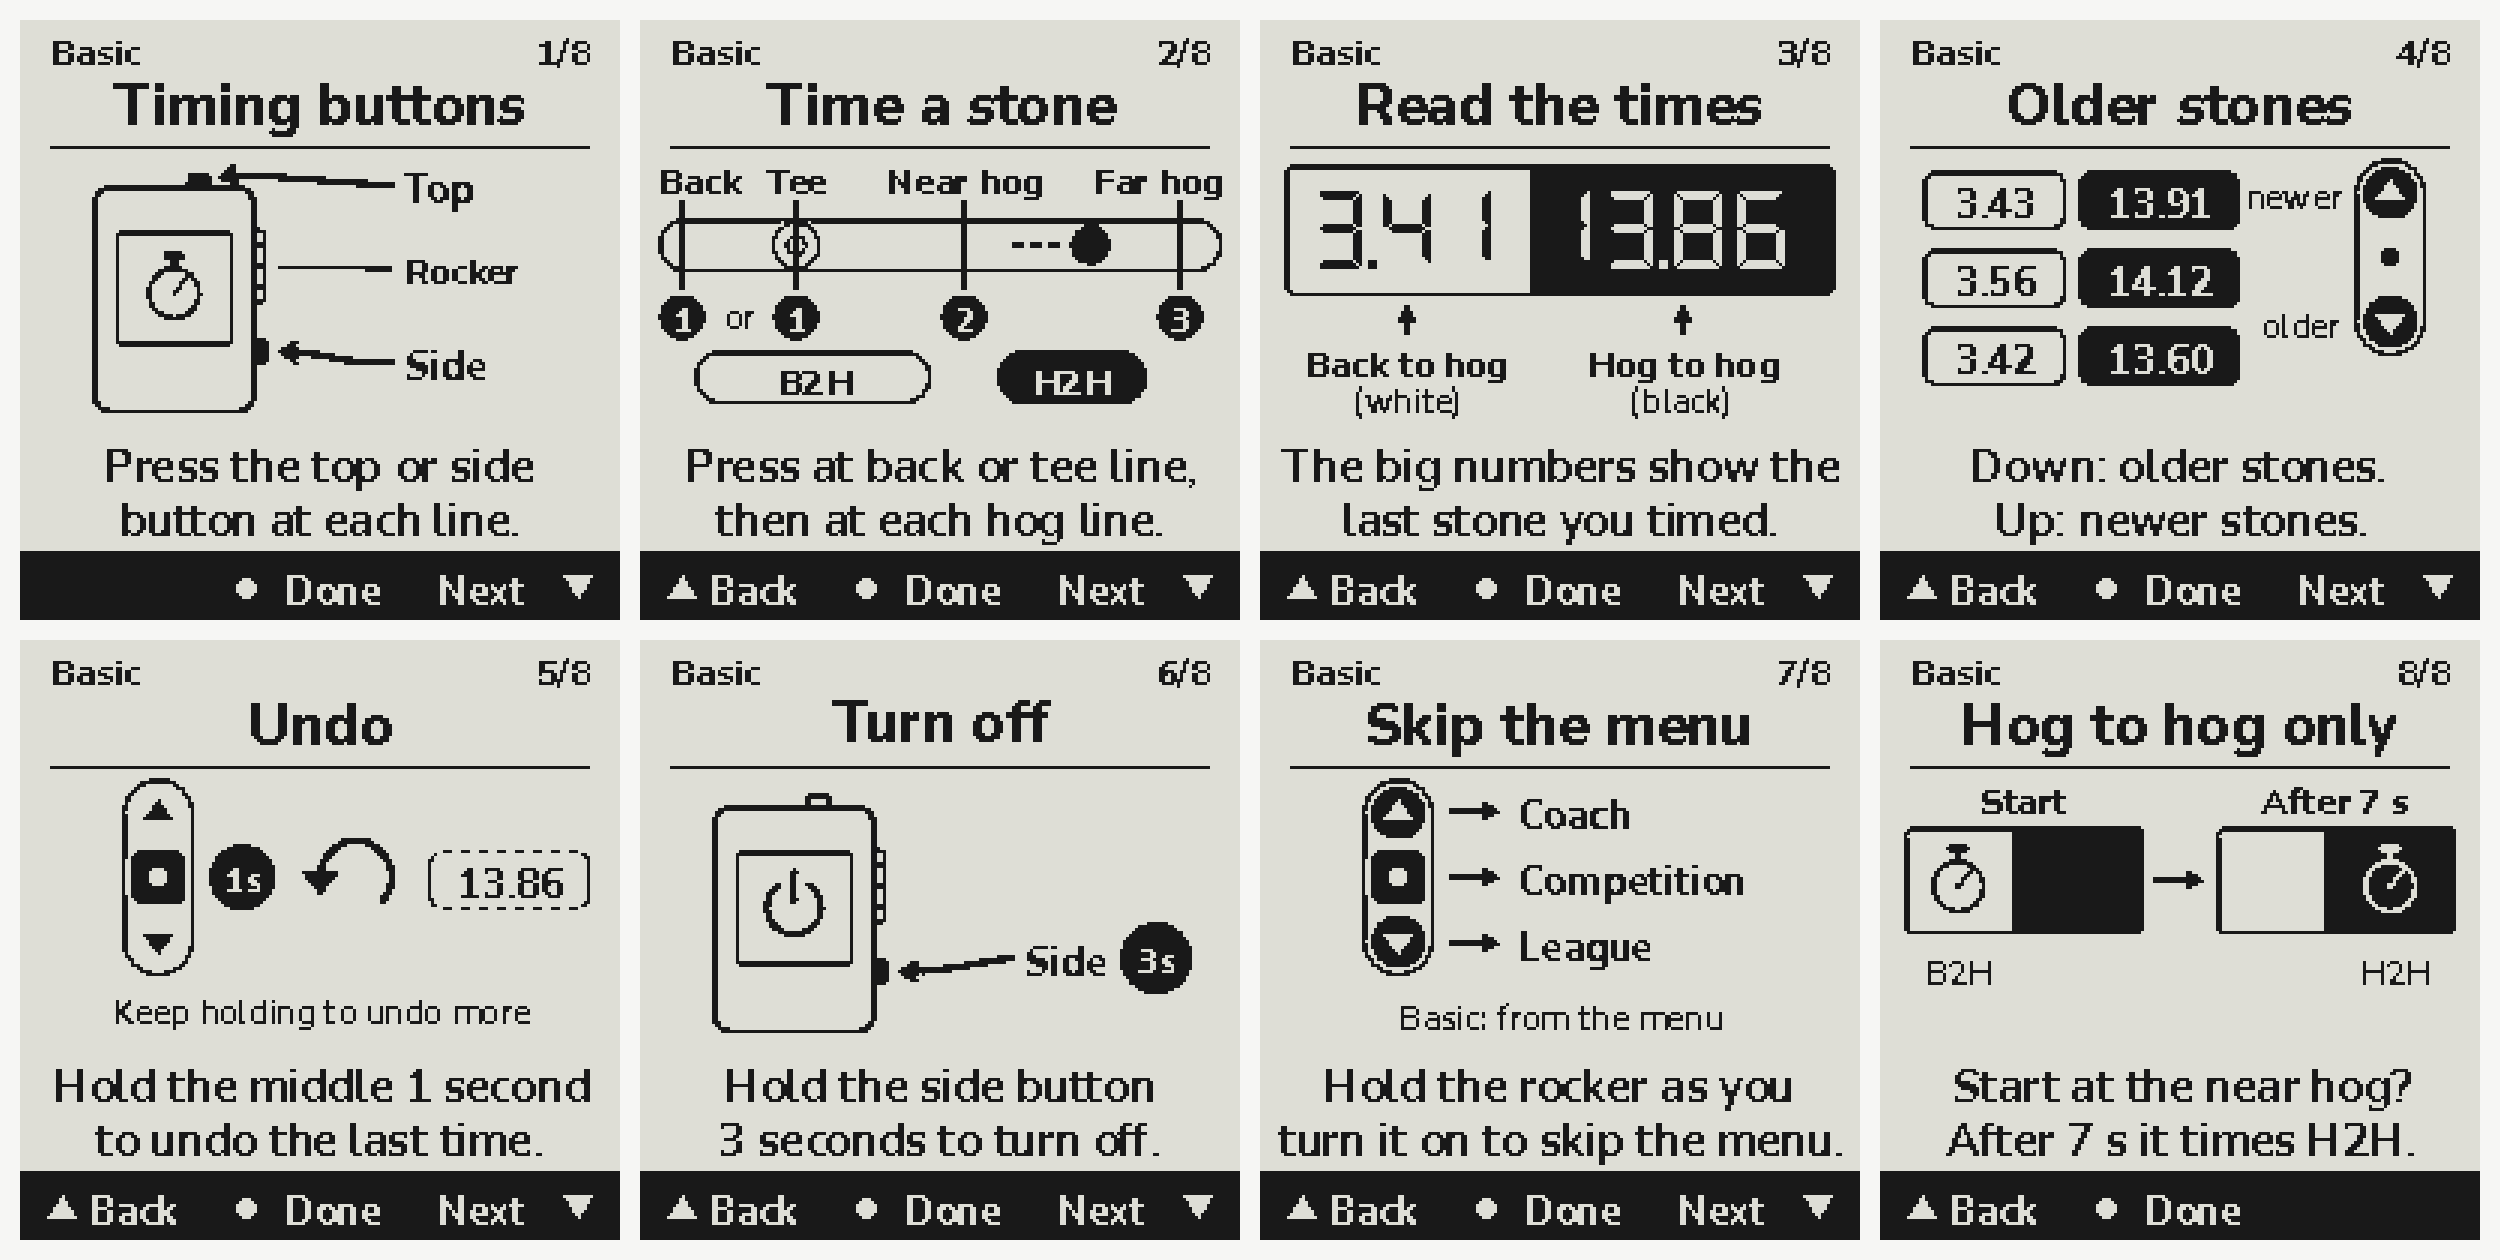 Basic 1/8
Timing buttons
Top
Rocker
Side
Press the top or side
button at each line.
Done Next
Basic 2/8
Time a stone
Back Tee Near hog Far hog
1 or 1 2 3
B2H H2H
Press at back or tee line,
then at each hog line.
Back Done Next
Basic 3/8
Read the times
3.41 13.86
Back to hog Hog to hog
(white) (black)
The big numbers show the
last stone you timed.
Back Done Next
Basic 4/8
Older stones
3.43 13.91 newer
3.56 14.12
older
3.42 13.60
Down: older stones.
Up: newer stones.
Back Done Next
Basic 5/8
Undo
1s 13.86
Keep holding to undo more
Hold the middle 1 second
to undo the last time.
Back Done Next
Basic 6/8
Turn off
Side 3s
Hold the side button
3 seconds to turn off.
Back Done Next
Basic 7/8
Skip the menu
Coach
Competition
League
Basic: from the menu
Hold the rocker as you
turn it on to skip the menu.
Back Done Next
Basic 8/8
Hog to hog only
Start After 7 s
B2H H2H
Start at the near hog?
After 7 s it times H2H.
Back Done